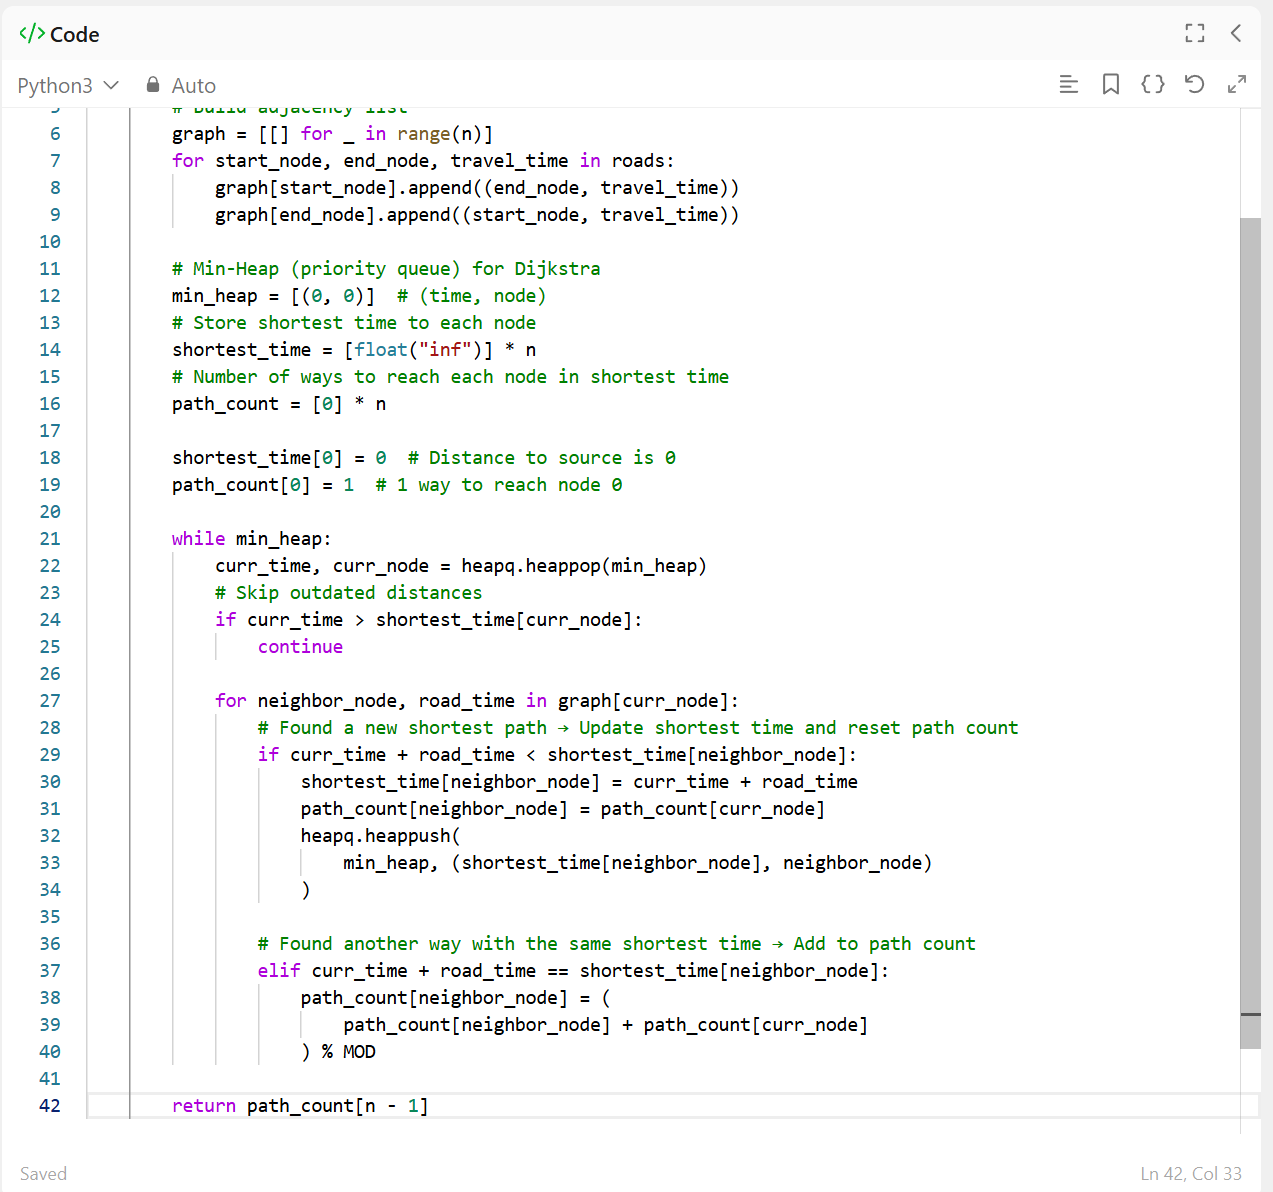 </> Code
Python3 Auto
5 # Build adjacency list
6 graph = [[] for _ in range(n)]
7 for start_node, end_node, travel_time in roads:
8 graph[start_node].append((end_node, travel_time))
9 graph[end_node].append((start_node, travel_time))
10
11 # Min-Heap (priority queue) for Dijkstra
12 min_heap = [(0, 0)]  # (time, node)
13 # Store shortest time to each node
14 shortest_time = [float("inf")] * n
15 # Number of ways to reach each node in shortest time
16 path_count = [0] * n
17
18 shortest_time[0] = 0  # Distance to source is 0
19 path_count[0] = 1  # 1 way to reach node 0
20
21 while min_heap:
22 curr_time, curr_node = heapq.heappop(min_heap)
23 # Skip outdated distances
24 if curr_time > shortest_time[curr_node]:
25 continue
26
27 for neighbor_node, road_time in graph[curr_node]:
28 # Found a new shortest path → Update shortest time and reset path count
29 if curr_time + road_time < shortest_time[neighbor_node]:
30 shortest_time[neighbor_node] = curr_time + road_time
31 path_count[neighbor_node] = path_count[curr_node]
32 heapq.heappush(
33 min_heap, (shortest_time[neighbor_node], neighbor_node)
34 )
35
36 # Found another way with the same shortest time → Add to path count
37 elif curr_time + road_time == shortest_time[neighbor_node]:
38 path_count[neighbor_node] = (
39 path_count[neighbor_node] + path_count[curr_node]
40 ) % MOD
41
42 return path_count[n - 1]
Saved
Ln 42, Col 33